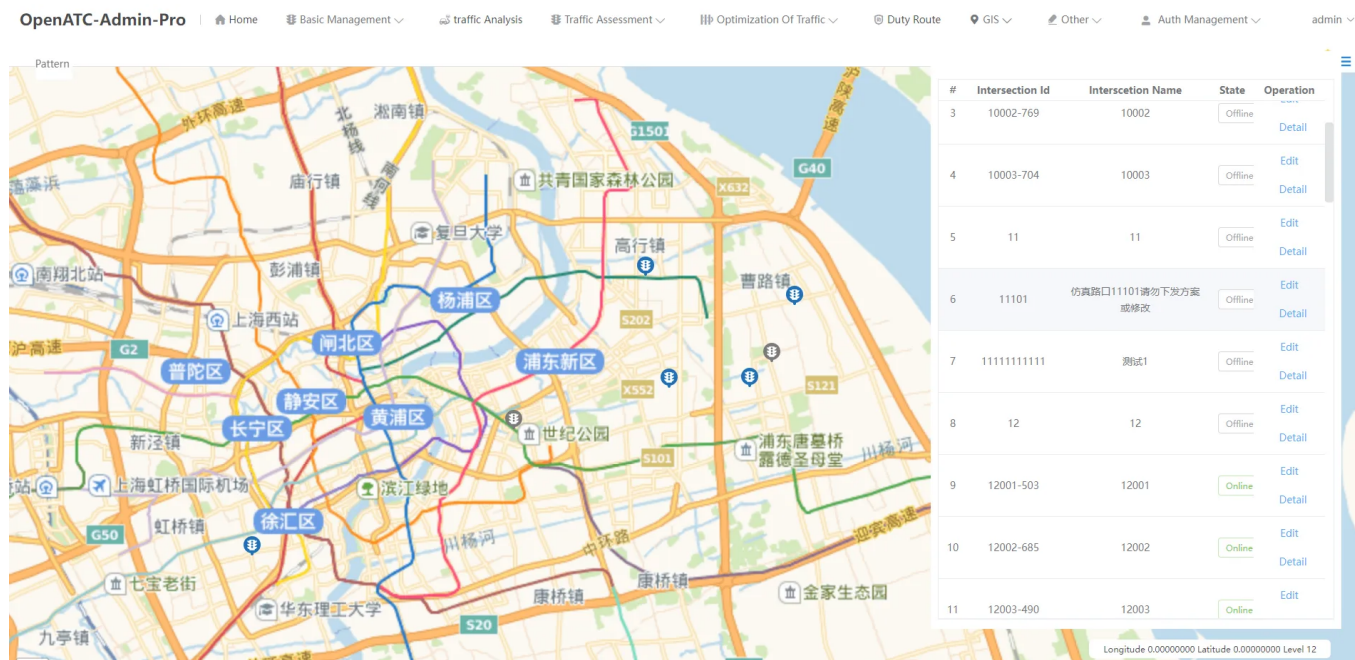 OpenATC-Admin-Pro
Home
Basic Management
traffic Analysis
Traffic Assessment
Optimization Of Traffic
Duty Route
GIS
Other
Auth Management
admin
Pattern
# Intersection Id Interscetion Name State Operation
3 10002-769 10002 Offline Edit
Detail
4 10003-704 10003 Offline Edit
Detail
5 11 11 Offline Edit
Detail
6 11101 仿真路口11101请勿下发方案
或修改 Offline Edit
Detail
7 11111111111 测试1 Offline Edit
Detail
8 12 12 Offline Edit
Detail
9 12001-503 12001 Online Edit
Detail
10 12002-685 12002 Online Edit
Detail
11 12003-490 12003 Online Edit
沪陕高速
外环高速
北杨线
淞南镇
S1501
G40
南何线
庙行镇
共青国家森林公园
X632
复旦大学
高行镇
彭浦镇
南翔北站
曹路镇
杨浦区
上海西站
S202
闸北区
沪高速
G2
浦东新区
普陀区
X552
S121
静安区
黄浦区
长宁区
世纪公园
新泾镇
浦东唐墓桥
露德圣母堂
川杨河
S101
站
上海虹桥国际机场
滨江绿地
徐汇区
虹桥镇
G50
川杨河
中环路
迎宾高速
七宝老街
康桥镇
康桥镇
金家生态园
华东理工大学
S20
九亭镇
外环高速
Longitude 0.00000000 Latitude 0.00000000 Level 12